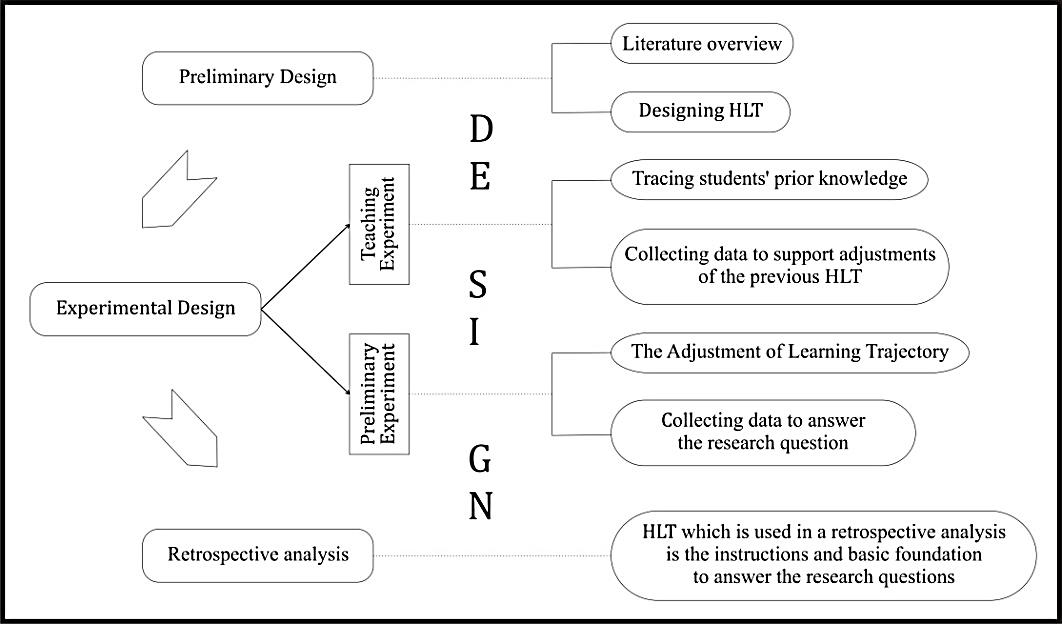 Preliminary Design
Literature overview
Designing HLT
D
E
S
I
G
N
Teaching
Experiment
Tracing students' prior knowledge
Collecting data to support adjustments
of the previous HLT
Experimental Design
Preliminary
Experiment
The Adjustment of Learning Trajectory
Collecting data to answer
the research question
Retrospective analysis
HLT which is used in a retrospective analysis
is the instructions and basic foundation
to answer the research questions